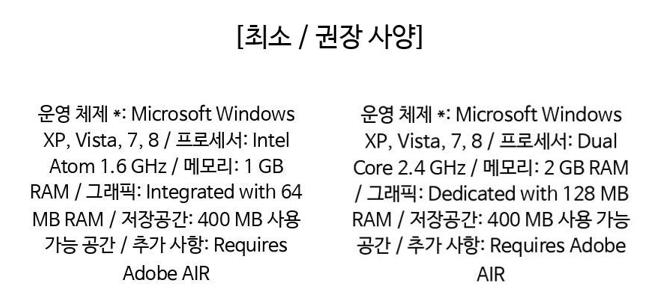 [최소 / 권장 사양]
운영 체제 *: Microsoft Windows
XP, Vista, 7, 8 / 프로세서: Intel
Atom 1.6 GHz / 메모리: 1 GB
RAM / 그래픽: Integrated with 64
MB RAM / 저장공간: 400 MB 사용
가능 공간 / 추가 사항: Requires
Adobe AIR
운영 체제 *: Microsoft Windows
XP, Vista, 7, 8 / 프로세서: Dual
Core 2.4 GHz / 메모리: 2 GB RAM
/ 그래픽: Dedicated with 128 MB
RAM / 저장공간: 400 MB 사용 가능
공간 / 추가 사항: Requires Adobe
AIR